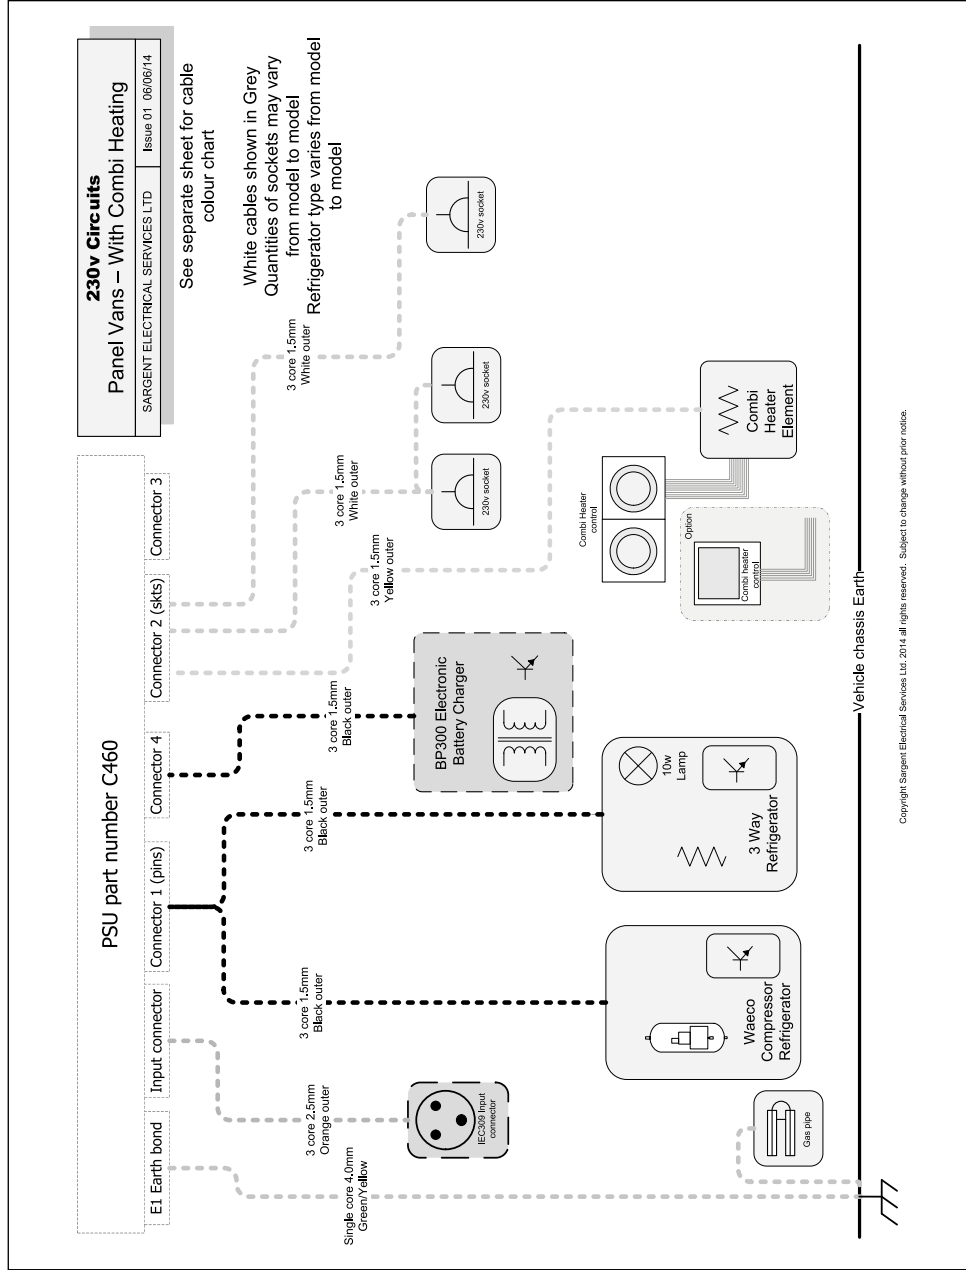 230v Circuits
Panel Vans – With Combi Heating
SARGENT ELECTRICAL SERVICES LTD
Issue 01 06/06/14
See separate sheet for cable
colour chart
White cables shown in Grey
Quantities of sockets may vary
from model to model
Refrigerator type varies from model
to model
PSU part number C460
E1 Earth bond
Input connector
Connector 1 (pins)
Connector 4
Connector 2 (skts)
Connector 3
Single core 4.0mm
Green/Yellow
3 core 2.5mm
Orange outer
3 core 1.5mm
Black outer
3 core 1.5mm
Black outer
3 core 1.5mm
Black outer
3 core 1.5mm
Yellow outer
3 core 1.5mm
White outer
3 core 1.5mm
White outer
IEC309 Input
connector
BP300 Electronic
Battery Charger
230v socket
230v socket
230v socket
Waeco
Compressor
Refrigerator
10w
Lamp
3 Way
Refrigerator
Combi Heater
control
Option
Combi heater
control
Combi
Heater
Element
Gas pipe
Vehicle chassis Earth
Copyright Sargent Electrical Services Ltd. 2014 all rights reserved. Subject to change without prior notice.